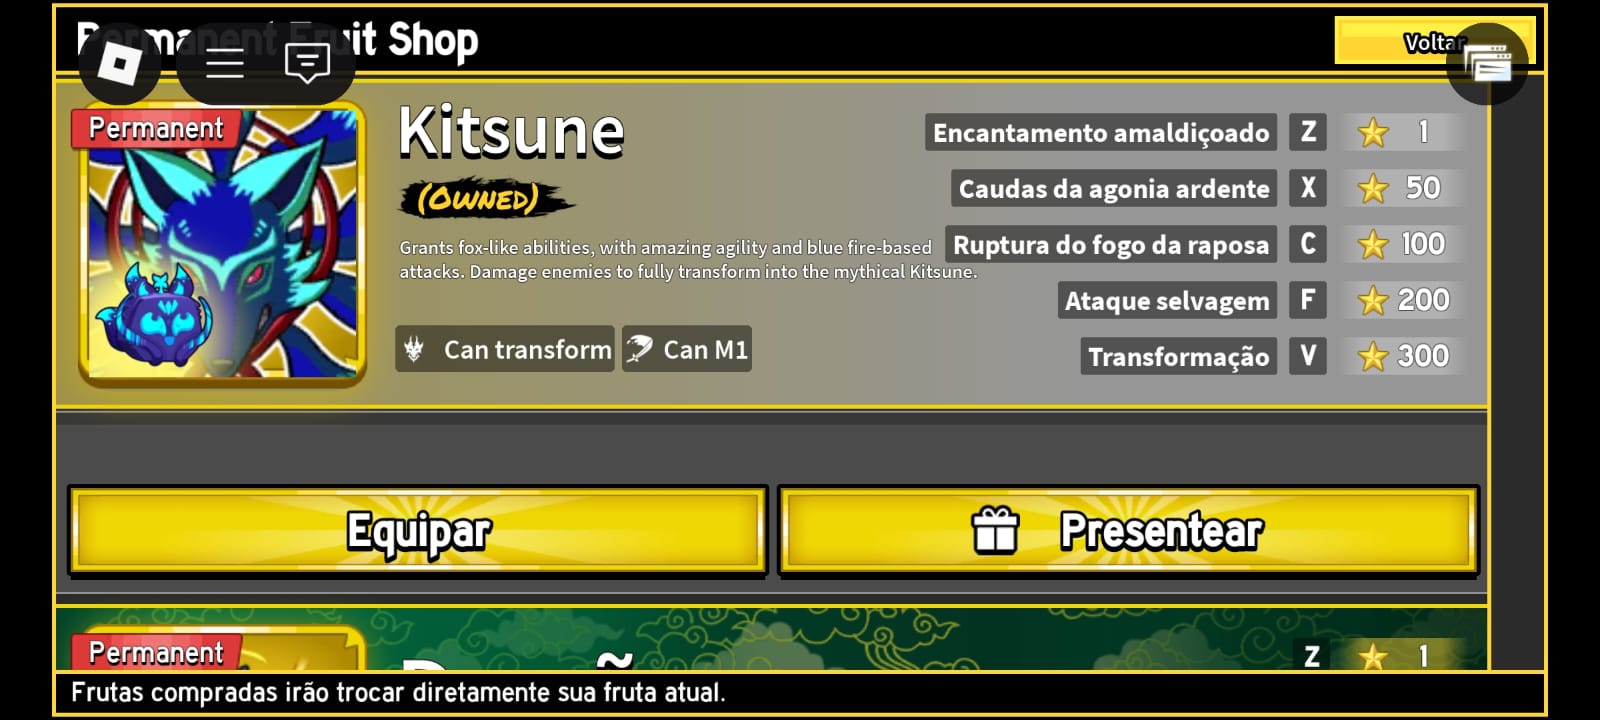 Permanent Fruit Shop
Voltar
Permanent
Kitsune
(OWNED)
Grants fox-like abilities, with amazing agility and blue fire-based
attacks. Damage enemies to fully transform into the mythical Kitsune.
Can transform
Can M1
Encantamento amaldiçoado Z 1
Caudas da agonia ardente X 50
Ruptura do fogo da raposa C 100
Ataque selvagem F 200
Transformação V 300
Equipar
Presentear
Permanent
Z 1
Frutas compradas irão trocar diretamente sua fruta atual.